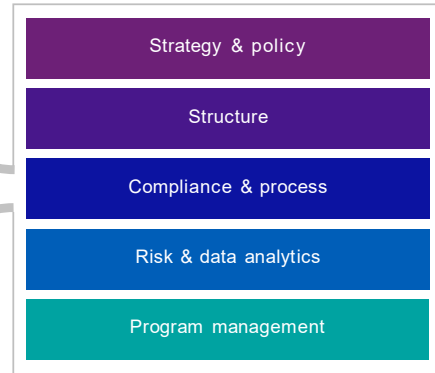 Strategy & policy
Structure
Compliance & process
Risk & data analytics
Program management